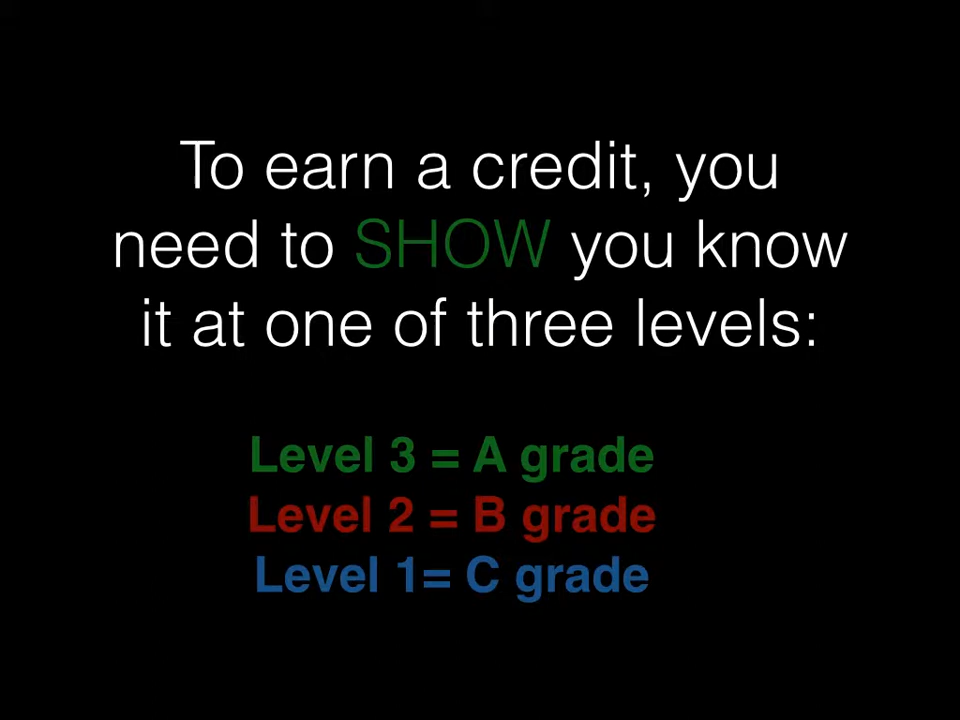 To earn a credit, you
need to SHOW you know
it at one of three levels:
Level 3 = A grade
Level 2 = B grade
Level 1= C grade